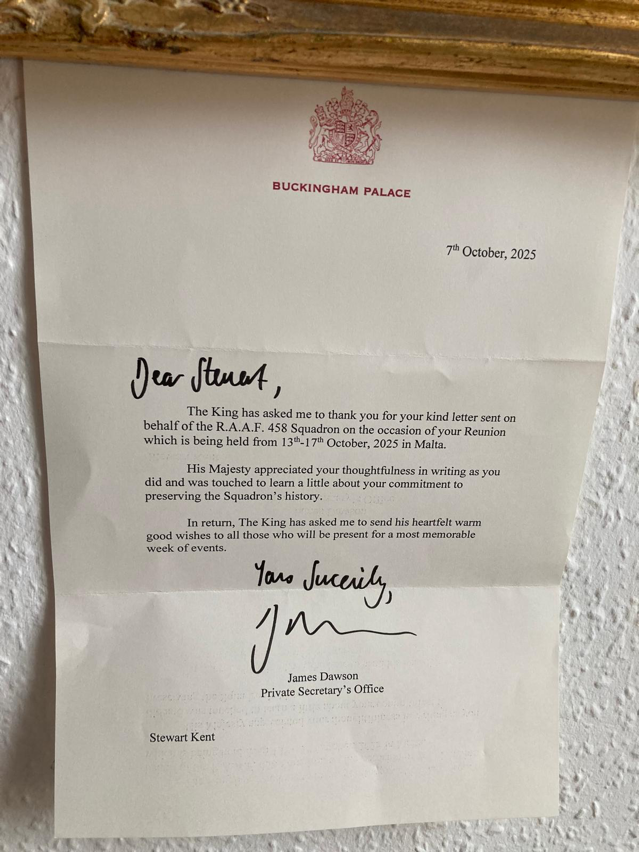 BUCKINGHAM PALACE
7th October, 2025
Dear Stewart,
The King has asked me to thank you for your kind letter sent on
behalf of the R.A.A.F. 458 Squadron on the occasion of your Reunion
which is being held from 13th-17th October, 2025 in Malta.
His Majesty appreciated your thoughtfulness in writing as you
did and was touched to learn a little about your commitment to
preserving the Squadron's history.
In return, The King has asked me to send his heartfelt warm
good wishes to all those who will be present for a most memorable
week of events.
Yours Sincerely,
James Dawson
Private Secretary's Office
Stewart Kent